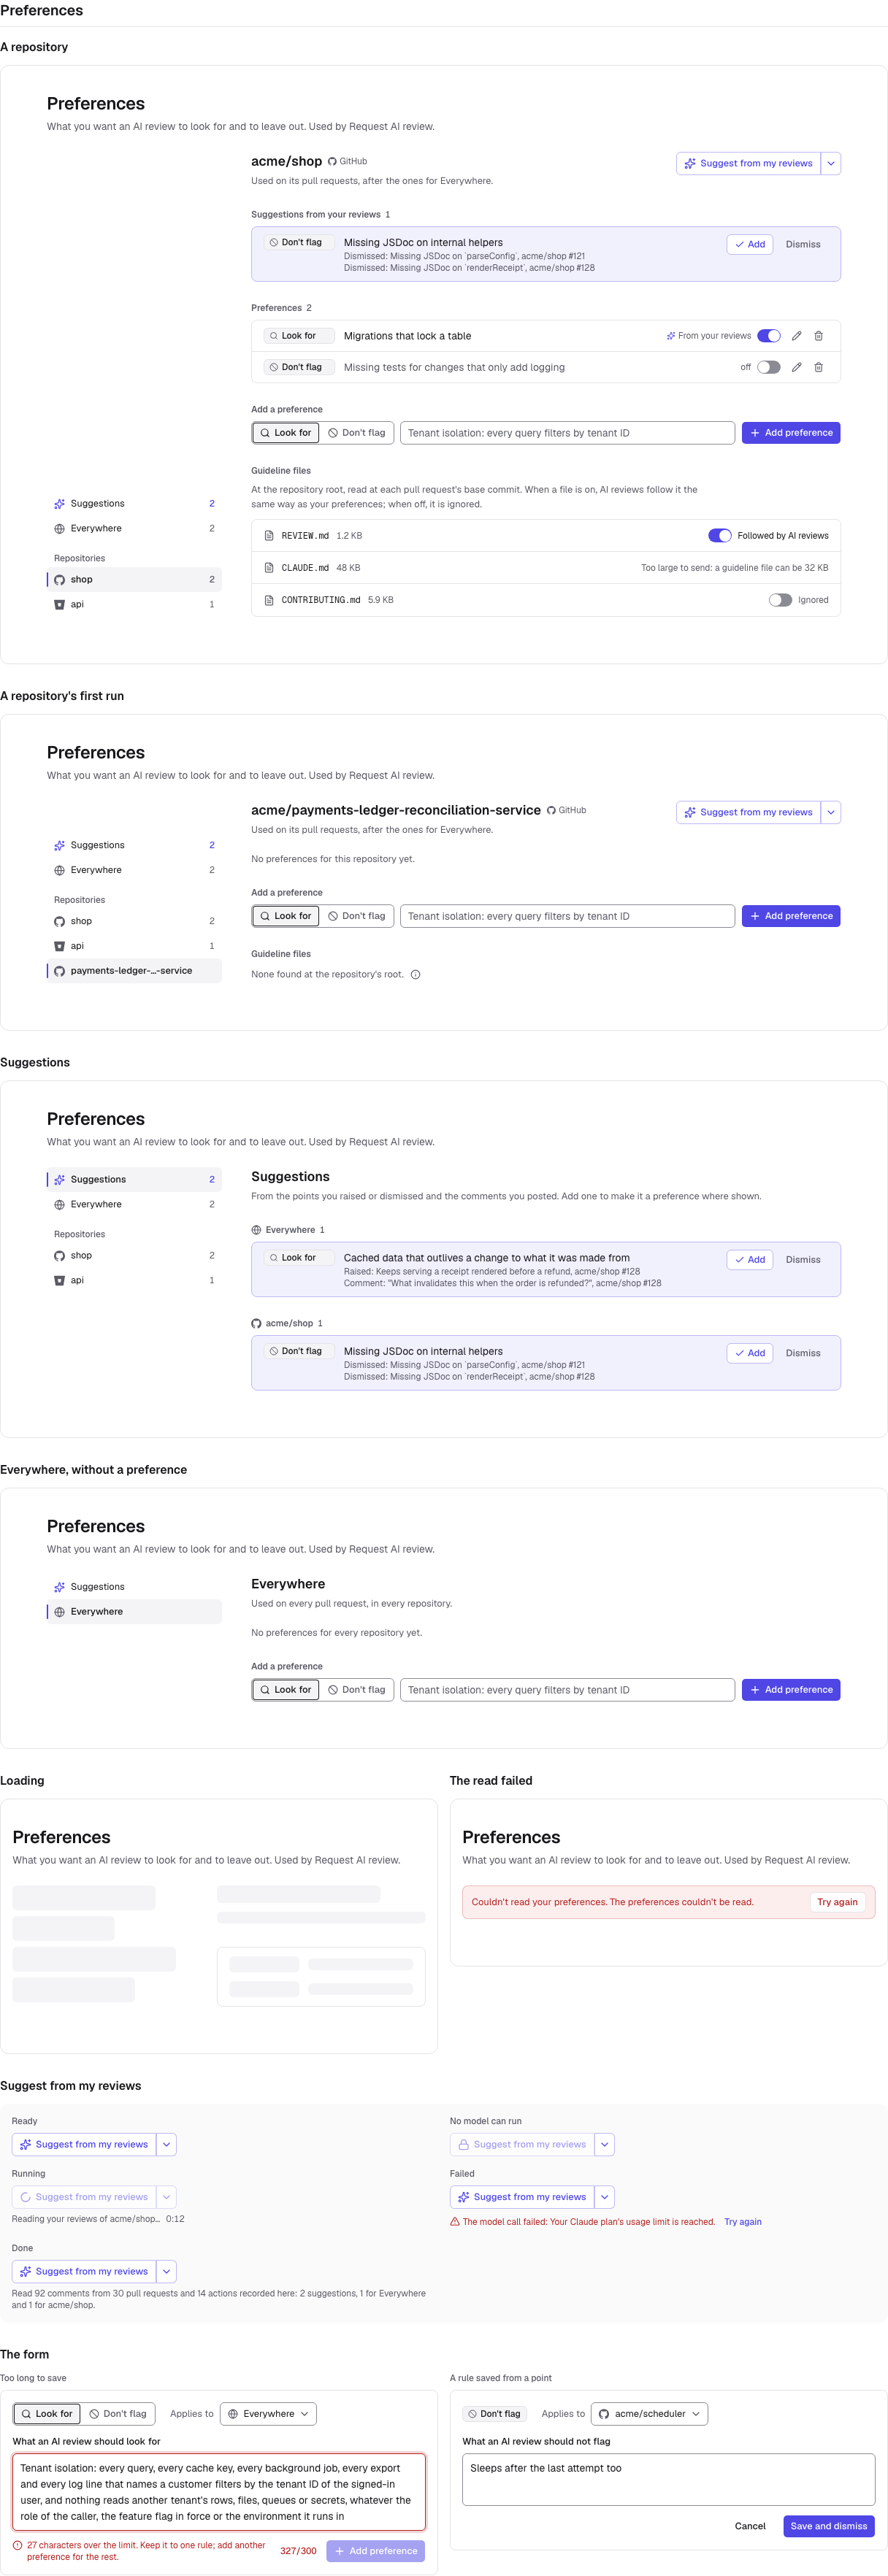 Preferences
A repository
Preferences
What you want an AI review to look for and to leave out. Used by Request AI review.
acme/shop GitHub
Suggest from my reviews
Used on its pull requests, after the ones for Everywhere.
Suggestions from your reviews 1
Don't flag Missing JSDoc on internal helpers Add Dismiss
Dismissed: Missing JSDoc on `parseConfig`, acme/shop #121
Dismissed: Missing JSDoc on `renderReceipt`, acme/shop #128
Preferences 2
Look for Migrations that lock a table From your reviews
Don't flag Missing tests for changes that only add logging off
Add a preference
Look for Don't flag Tenant isolation: every query filters by tenant ID Add preference
Guideline files
At the repository root, read at each pull request's base commit. When a file is on, AI reviews follow it the
same way as your preferences; when off, it is ignored.
Suggestions 2
Everywhere 2
Repositories
shop 2
api 1
REVIEW.md 1.2 KB Followed by AI reviews
CLAUDE.md 48 KB Too large to send: a guideline file can be 32 KB
CONTRIBUTING.md 5.9 KB Ignored
A repository's first run
Preferences
What you want an AI review to look for and to leave out. Used by Request AI review.
Suggestions 2
Everywhere 2
Repositories
shop 2
api 1
payments-ledger-...-service
acme/payments-ledger-reconciliation-service GitHub
Suggest from my reviews
Used on its pull requests, after the ones for Everywhere.
No preferences for this repository yet.
Add a preference
Look for Don't flag Tenant isolation: every query filters by tenant ID Add preference
Guideline files
None found at the repository's root.
Suggestions
Preferences
What you want an AI review to look for and to leave out. Used by Request AI review.
Suggestions 2
Everywhere 2
Repositories
shop 2
api 1
Suggestions
From the points you raised or dismissed and the comments you posted. Add one to make it a preference where shown.
Everywhere 1
Look for Cached data that outlives a change to what it was made from Add Dismiss
Raised: Keeps serving a receipt rendered before a refund, acme/shop #128
Comment: "What invalidates this when the order is refunded?", acme/shop #128
acme/shop 1
Don't flag Missing JSDoc on internal helpers Add Dismiss
Dismissed: Missing JSDoc on `parseConfig`, acme/shop #121
Dismissed: Missing JSDoc on `renderReceipt`, acme/shop #128
Everywhere, without a preference
Preferences
What you want an AI review to look for and to leave out. Used by Request AI review.
Suggestions
Everywhere
Everywhere
Used on every pull request, in every repository.
No preferences for every repository yet.
Add a preference
Look for Don't flag Tenant isolation: every query filters by tenant ID Add preference
Loading
Preferences
What you want an AI review to look for and to leave out. Used by Request AI review.
The read failed
Preferences
What you want an AI review to look for and to leave out. Used by Request AI review.
Couldn't read your preferences. The preferences couldn't be read. Try again
Suggest from my reviews
Ready
Suggest from my reviews
No model can run
Suggest from my reviews
Running
Suggest from my reviews
Reading your reviews of acme/shop... 0:12
Failed
Suggest from my reviews
The model call failed: Your Claude plan's usage limit is reached. Try again
Done
Suggest from my reviews
Read 92 comments from 30 pull requests and 14 actions recorded here: 2 suggestions, 1 for Everywhere
and 1 for acme/shop.
The form
Too long to save
Look for Don't flag Applies to Everywhere
What an AI review should look for
Tenant isolation: every query, every cache key, every background job, every export
and every log line that names a customer filters by the tenant ID of the signed-in
user, and nothing reads another tenant's rows, files, queues or secrets, whatever the
role of the caller, the feature flag in force or the environment it runs in
27 characters over the limit. Keep it to one rule; add another
preference for the rest.
327/300 Add preference
A rule saved from a point
Don't flag Applies to acme/scheduler
What an AI review should not flag
Sleeps after the last attempt too
Cancel Save and dismiss